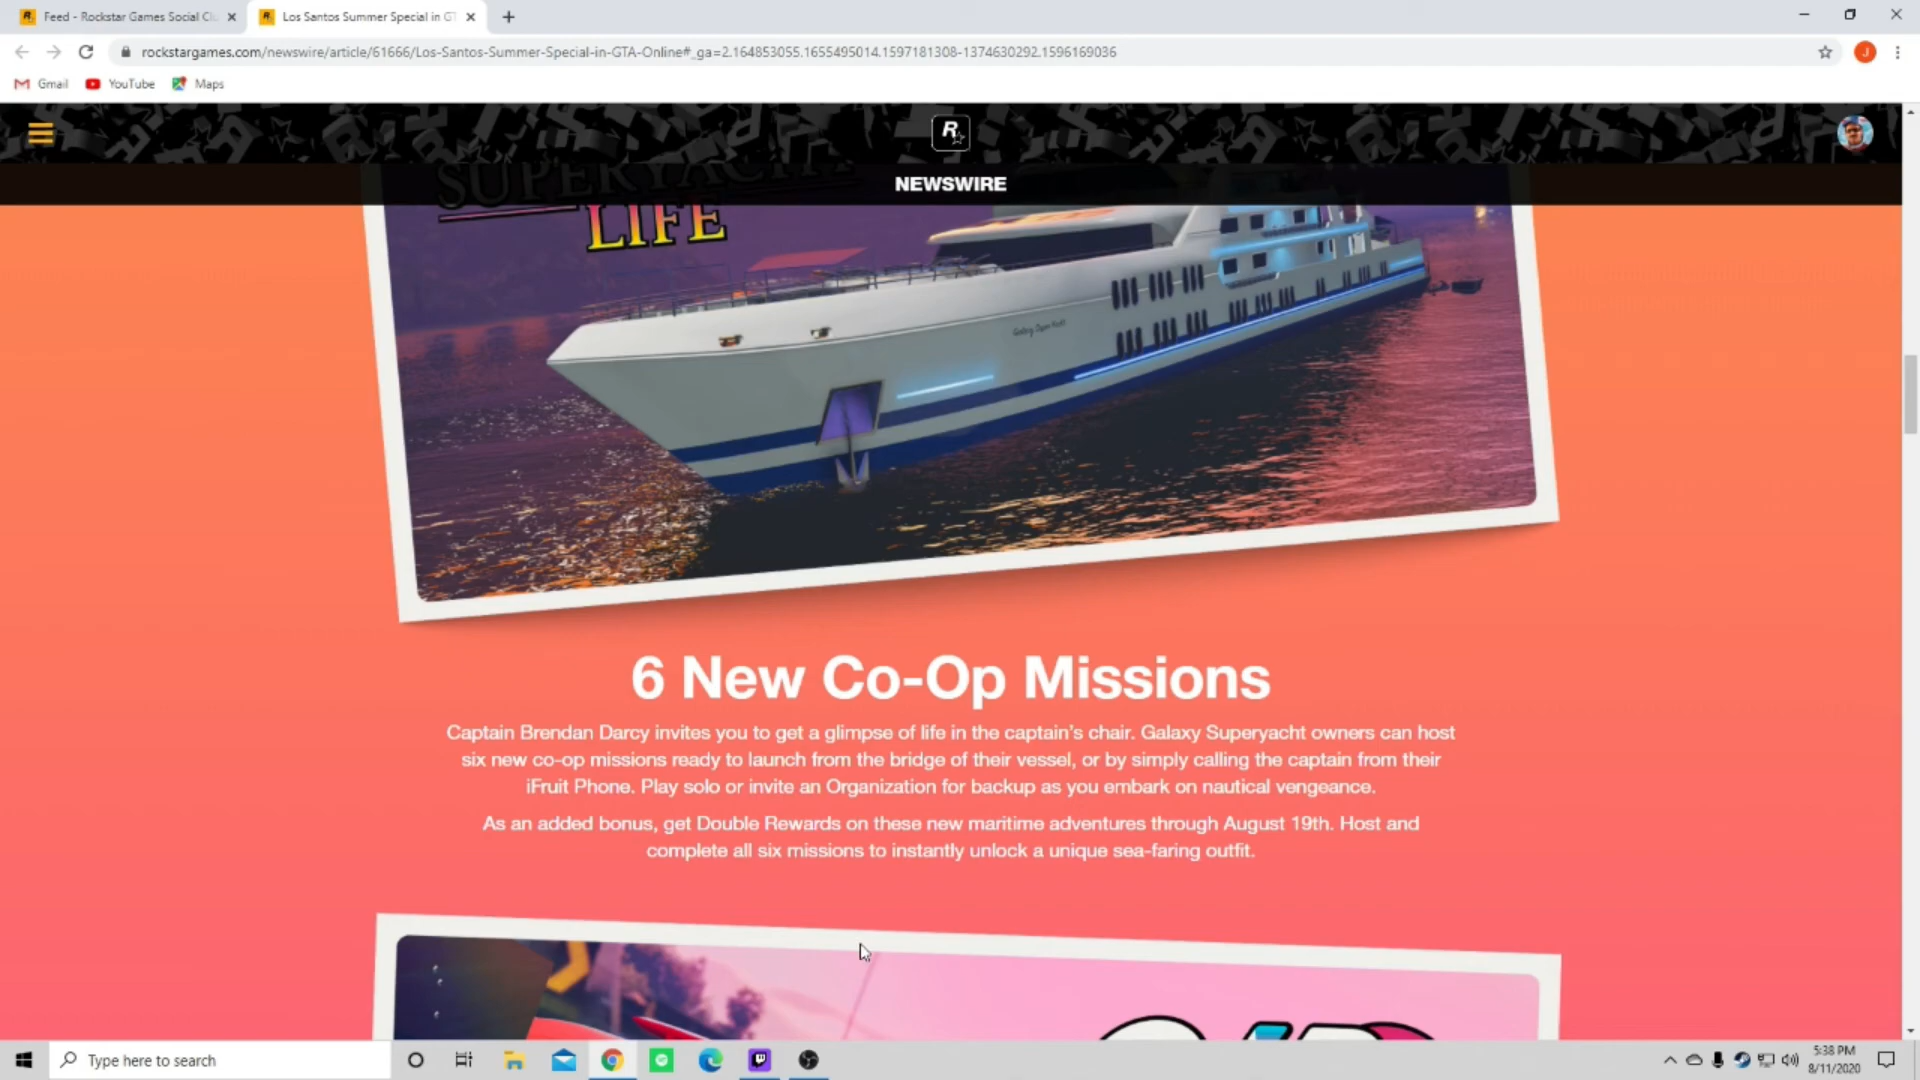 Feed - Rockstar Games Social Clu
Los Santos Summer Special in GT
rockstargames.com/newswire/article/61666/Los-Santos-Summer-Special-in-GTA-Online#_ga=2.164853055.1655495014.1597181308-1374630292.1596169036
J
Gmail
YouTube
Maps
R
NEWSWIRE
SUPERYACHT
LIFE
Galaxy Super Yacht
6 New Co-Op Missions
Captain Brendan Darcy invites you to get a glimpse of life in the captain's chair. Galaxy Superyacht owners can host
six new co-op missions ready to launch from the bridge of their vessel, or by simply calling the captain from their
iFruit Phone. Play solo or invite an Organization for backup as you embark on nautical vengeance.
As an added bonus, get Double Rewards on these new maritime adventures through August 19th. Host and
complete all six missions to instantly unlock a unique sea-faring outfit.
Type here to search
5:38 PM
8/11/2020